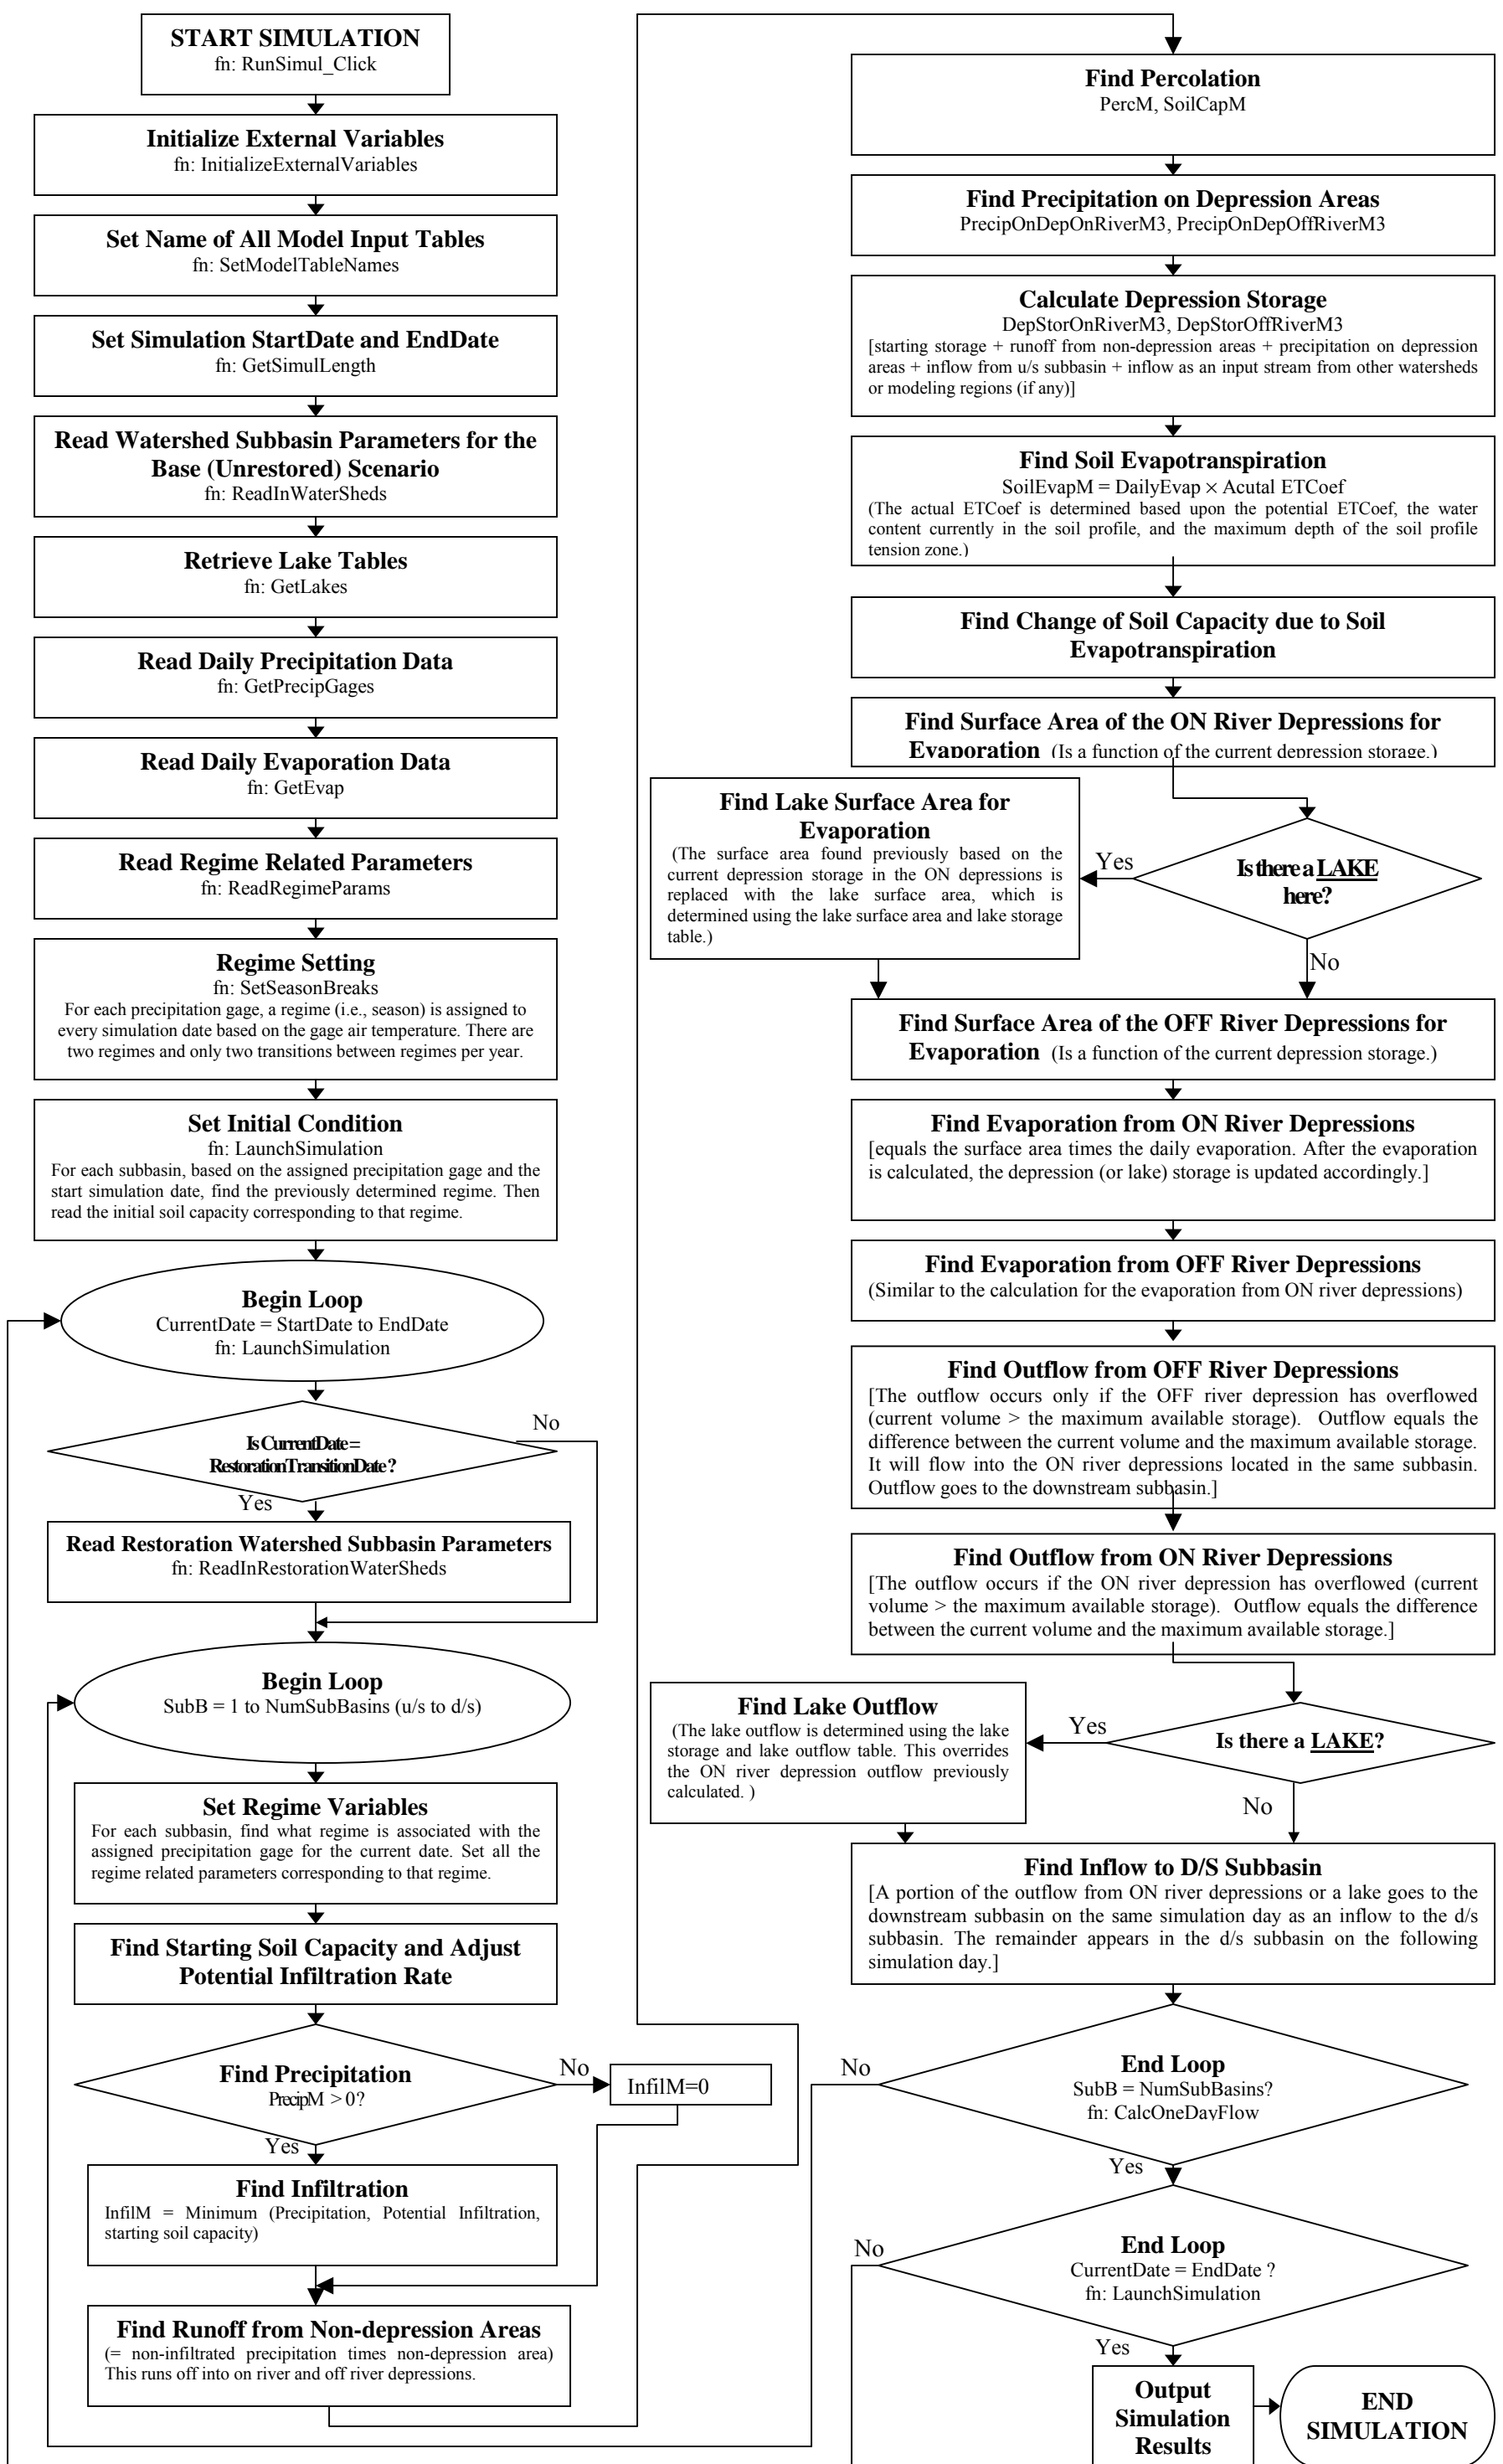 START SIMULATION
fn: RunSimul_Click
Initialize External Variables
fn: InitializeExternalVariables
Set Name of All Model Input Tables
fn: SetModelTableNames
Set Simulation StartDate and EndDate
fn: GetSimulLength
Read Watershed Subbasin Parameters for the
Base (Unrestored) Scenario
fn: ReadInWaterSheds
Retrieve Lake Tables
fn: GetLakes
Read Daily Precipitation Data
fn: GetPrecipGages
Read Daily Evaporation Data
fn: GetEvap
Read Regime Related Parameters
fn: ReadRegimeParams
Regime Setting
fn: SetSeasonBreaks
For each precipitation gage, a regime (i.e., season) is assigned to
every simulation date based on the gage air temperature. There are
two regimes and only two transitions between regimes per year.
Set Initial Condition
fn: LaunchSimulation
For each subbasin, based on the assigned precipitation gage and the
start simulation date, find the previously determined regime. Then
read the initial soil capacity corresponding to that regime.
Begin Loop
CurrentDate = StartDate to EndDate
fn: LaunchSimulation
No
Is CurrentDate =
RestorationTransitionDate?
Yes
Read Restoration Watershed Subbasin Parameters
fn: ReadInRestorationWaterSheds
Begin Loop
SubB = 1 to NumSubBasins (u/s to d/s)
Set Regime Variables
For each subbasin, find what regime is associated with the
assigned precipitation gage for the current date. Set all the
regime related parameters corresponding to that regime.
Find Starting Soil Capacity and Adjust
Potential Infiltration Rate
Find Precipitation
PrecipM > 0?
No
InfilM=0
Yes
Find Infiltration
InfilM = Minimum (Precipitation, Potential Infiltration,
starting soil capacity)
Find Runoff from Non-depression Areas
(= non-infiltrated precipitation times non-depression area)
This runs off into on river and off river depressions.
Find Percolation
PercM, SoilCapM
Find Precipitation on Depression Areas
PrecipOnDepOnRiverM3, PrecipOnDepOffRiverM3
Calculate Depression Storage
DepStorOnRiverM3, DepStorOffRiverM3
[starting storage + runoff from non-depression areas + precipitation on depression
areas + inflow from u/s subbasin + inflow as an input stream from other watersheds
or modeling regions (if any)]
Find Soil Evapotranspiration
SoilEvapM = DailyEvap × Acutal ETCoef
(The actual ETCoef is determined based upon the potential ETCoef, the water
content currently in the soil profile, and the maximum depth of the soil profile
tension zone.)
Find Change of Soil Capacity due to Soil
Evapotranspiration
Find Surface Area of the ON River Depressions for
Evaporation (Is a function of the current depression storage.)
Find Lake Surface Area for
Evaporation
(The surface area found previously based on the
current depression storage in the ON depressions is
replaced with the lake surface area, which is
determined using the lake surface area and lake storage
table.)
Yes
Is there a LAKE
here?
No
Find Surface Area of the OFF River Depressions for
Evaporation (Is a function of the current depression storage.)
Find Evaporation from ON River Depressions
[equals the surface area times the daily evaporation. After the evaporation
is calculated, the depression (or lake) storage is updated accordingly.]
Find Evaporation from OFF River Depressions
(Similar to the calculation for the evaporation from ON river depressions)
Find Outflow from OFF River Depressions
[The outflow occurs only if the OFF river depression has overflowed
(current volume > the maximum available storage). Outflow equals the
difference between the current volume and the maximum available storage.
It will flow into the ON river depressions located in the same subbasin.
Outflow goes to the downstream subbasin.]
Find Outflow from ON River Depressions
[The outflow occurs if the ON river depression has overflowed (current
volume > the maximum available storage). Outflow equals the difference
between the current volume and the maximum available storage.]
Find Lake Outflow
(The lake outflow is determined using the lake
storage and lake outflow table. This overrides
the ON river depression outflow previously
calculated. )
Yes
Is there a LAKE?
No
Find Inflow to D/S Subbasin
[A portion of the outflow from ON river depressions or a lake goes to the
downstream subbasin on the same simulation day as an inflow to the d/s
subbasin. The remainder appears in the d/s subbasin on the following
simulation day.]
No
End Loop
SubB = NumSubBasins?
fn: CalcOneDayFlow
Yes
No
End Loop
CurrentDate = EndDate ?
fn: LaunchSimulation
Yes
Output
Simulation
Results
END
SIMULATION